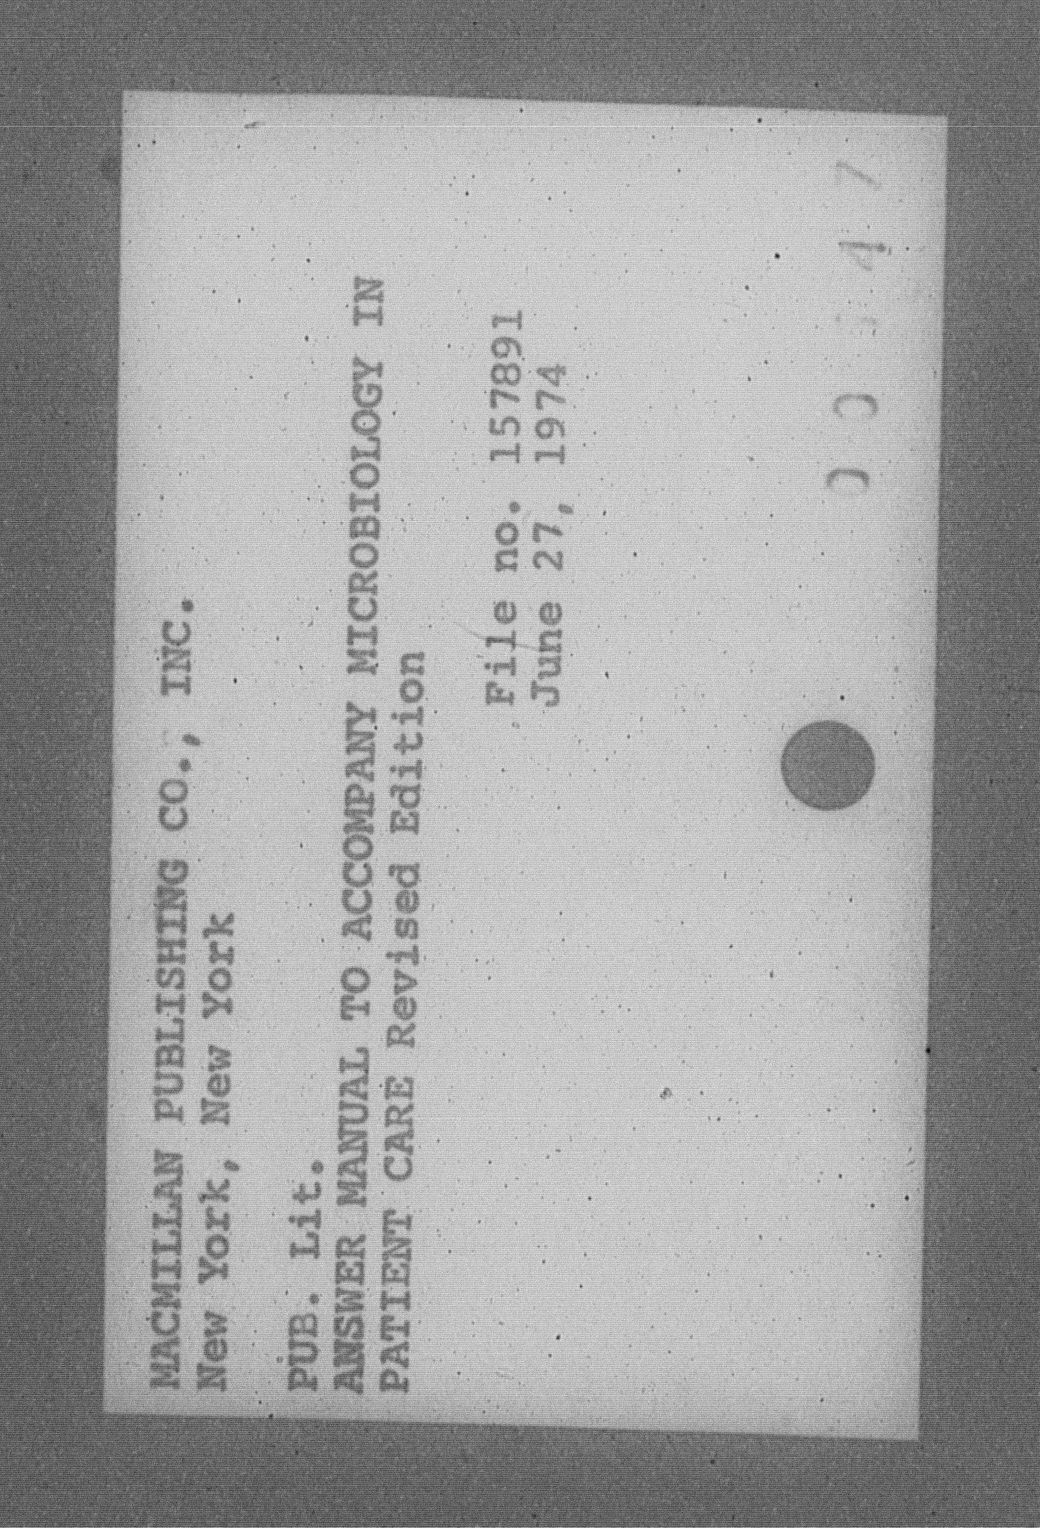 MACMILLAN PUBLISHING CO., INC.
New York, New York
PUB. Lit.
ANSWER MANUAL TO ACCOMPANY MICROBIOLOGY IN
PATIENT CARE Revised Edition
File no. 157891
June 27, 1974